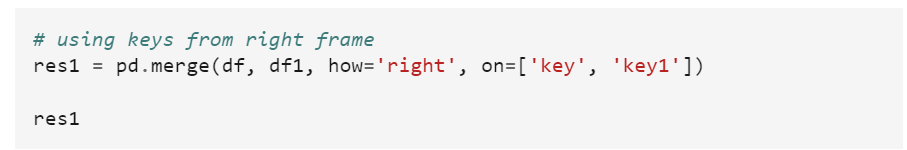 # using keys from right frame
res1 = pd.merge(df, df1, how='right', on=['key', 'key1'])
res1